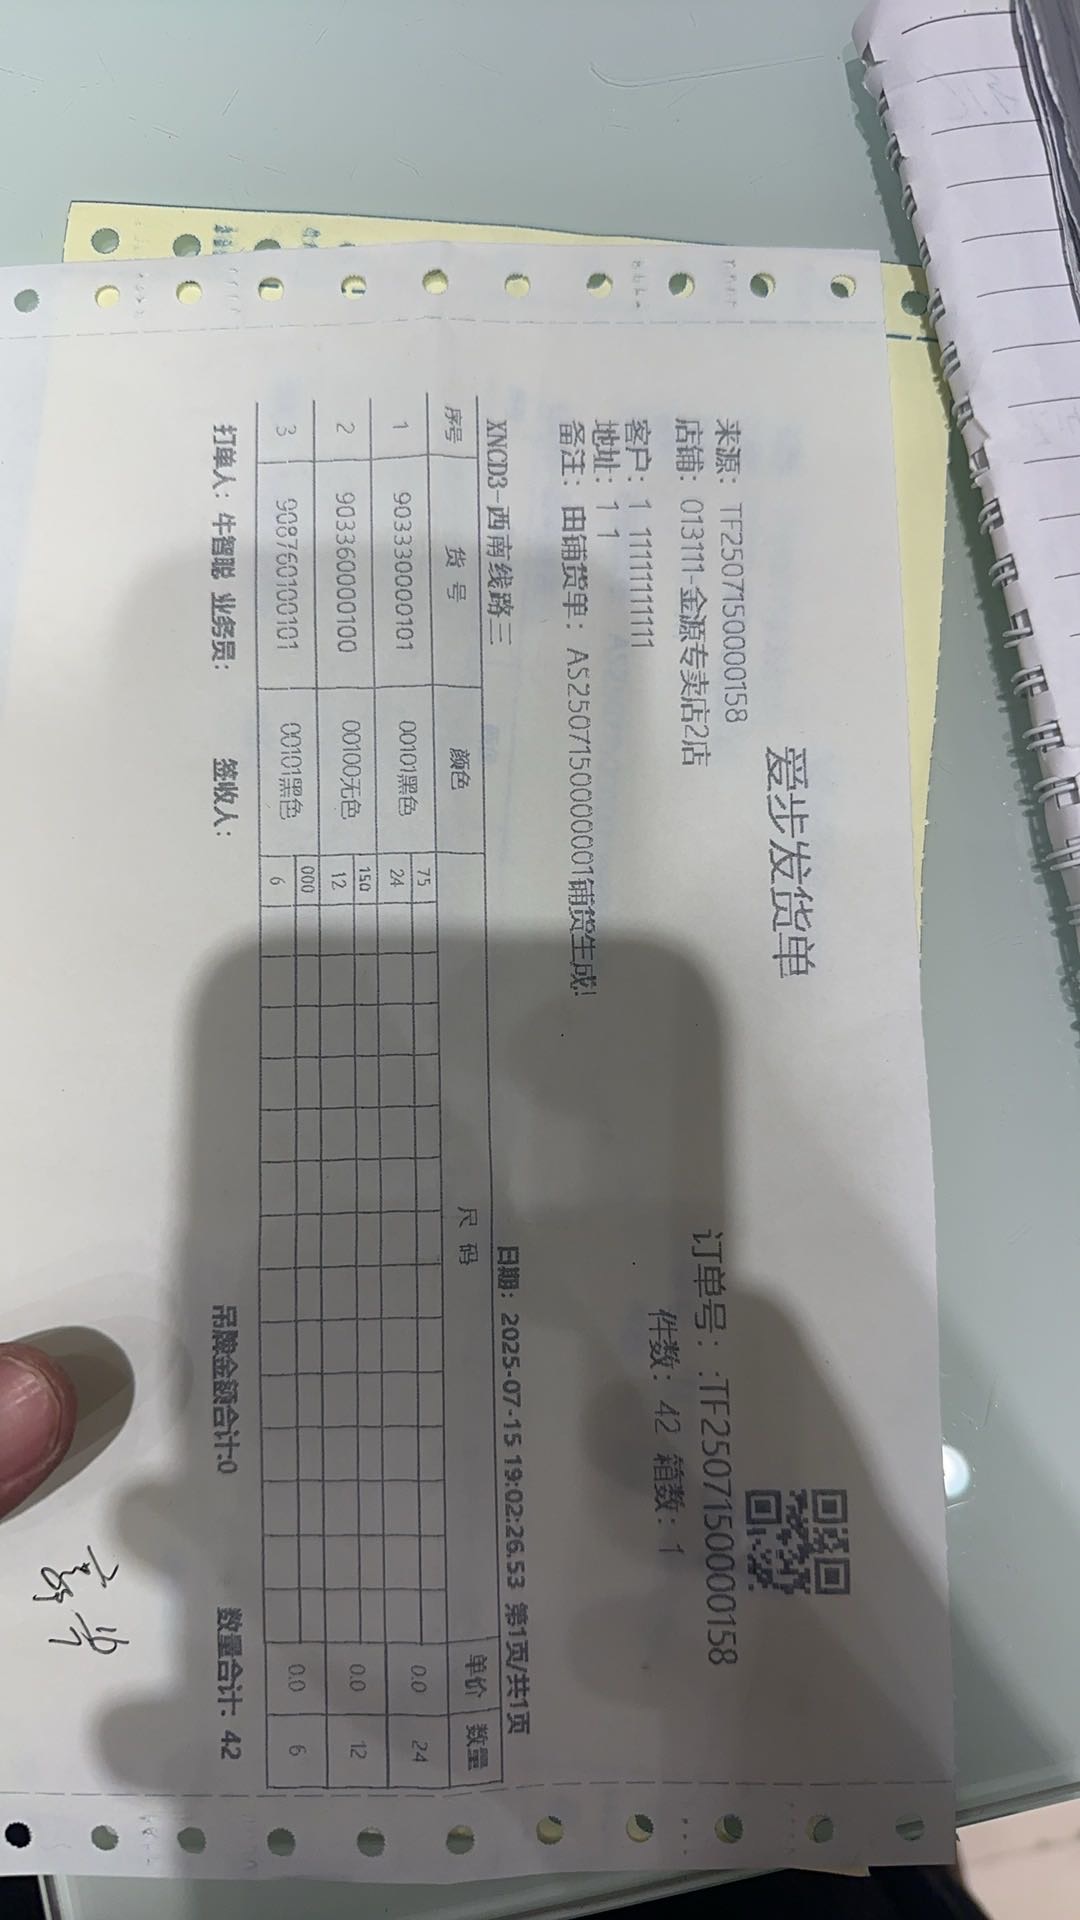 爱步发货单
来源：TF2507150000158
订单号：:TF2507150000158
店铺：013111-金源专卖店2店
件数：42 箱数：1
客户：1 11111111111
地址：1 1
备注：由铺货单：AS250715000001铺货生成!
XNCD3-西南线路三 日期：2025-07-15 19:02:26.53 第1页/共1页
序号 货号 颜色 尺码 单价 数量
75
1 903330000101 00101黑色 24 0.0 24
150
2 903360000100 00100无色 12 0.0 12
000
3 908760100101 00101黑色 6 0.0 6
打单人：牛智聪 业务员： 签收人： 吊牌金额合计:0 数量合计：42